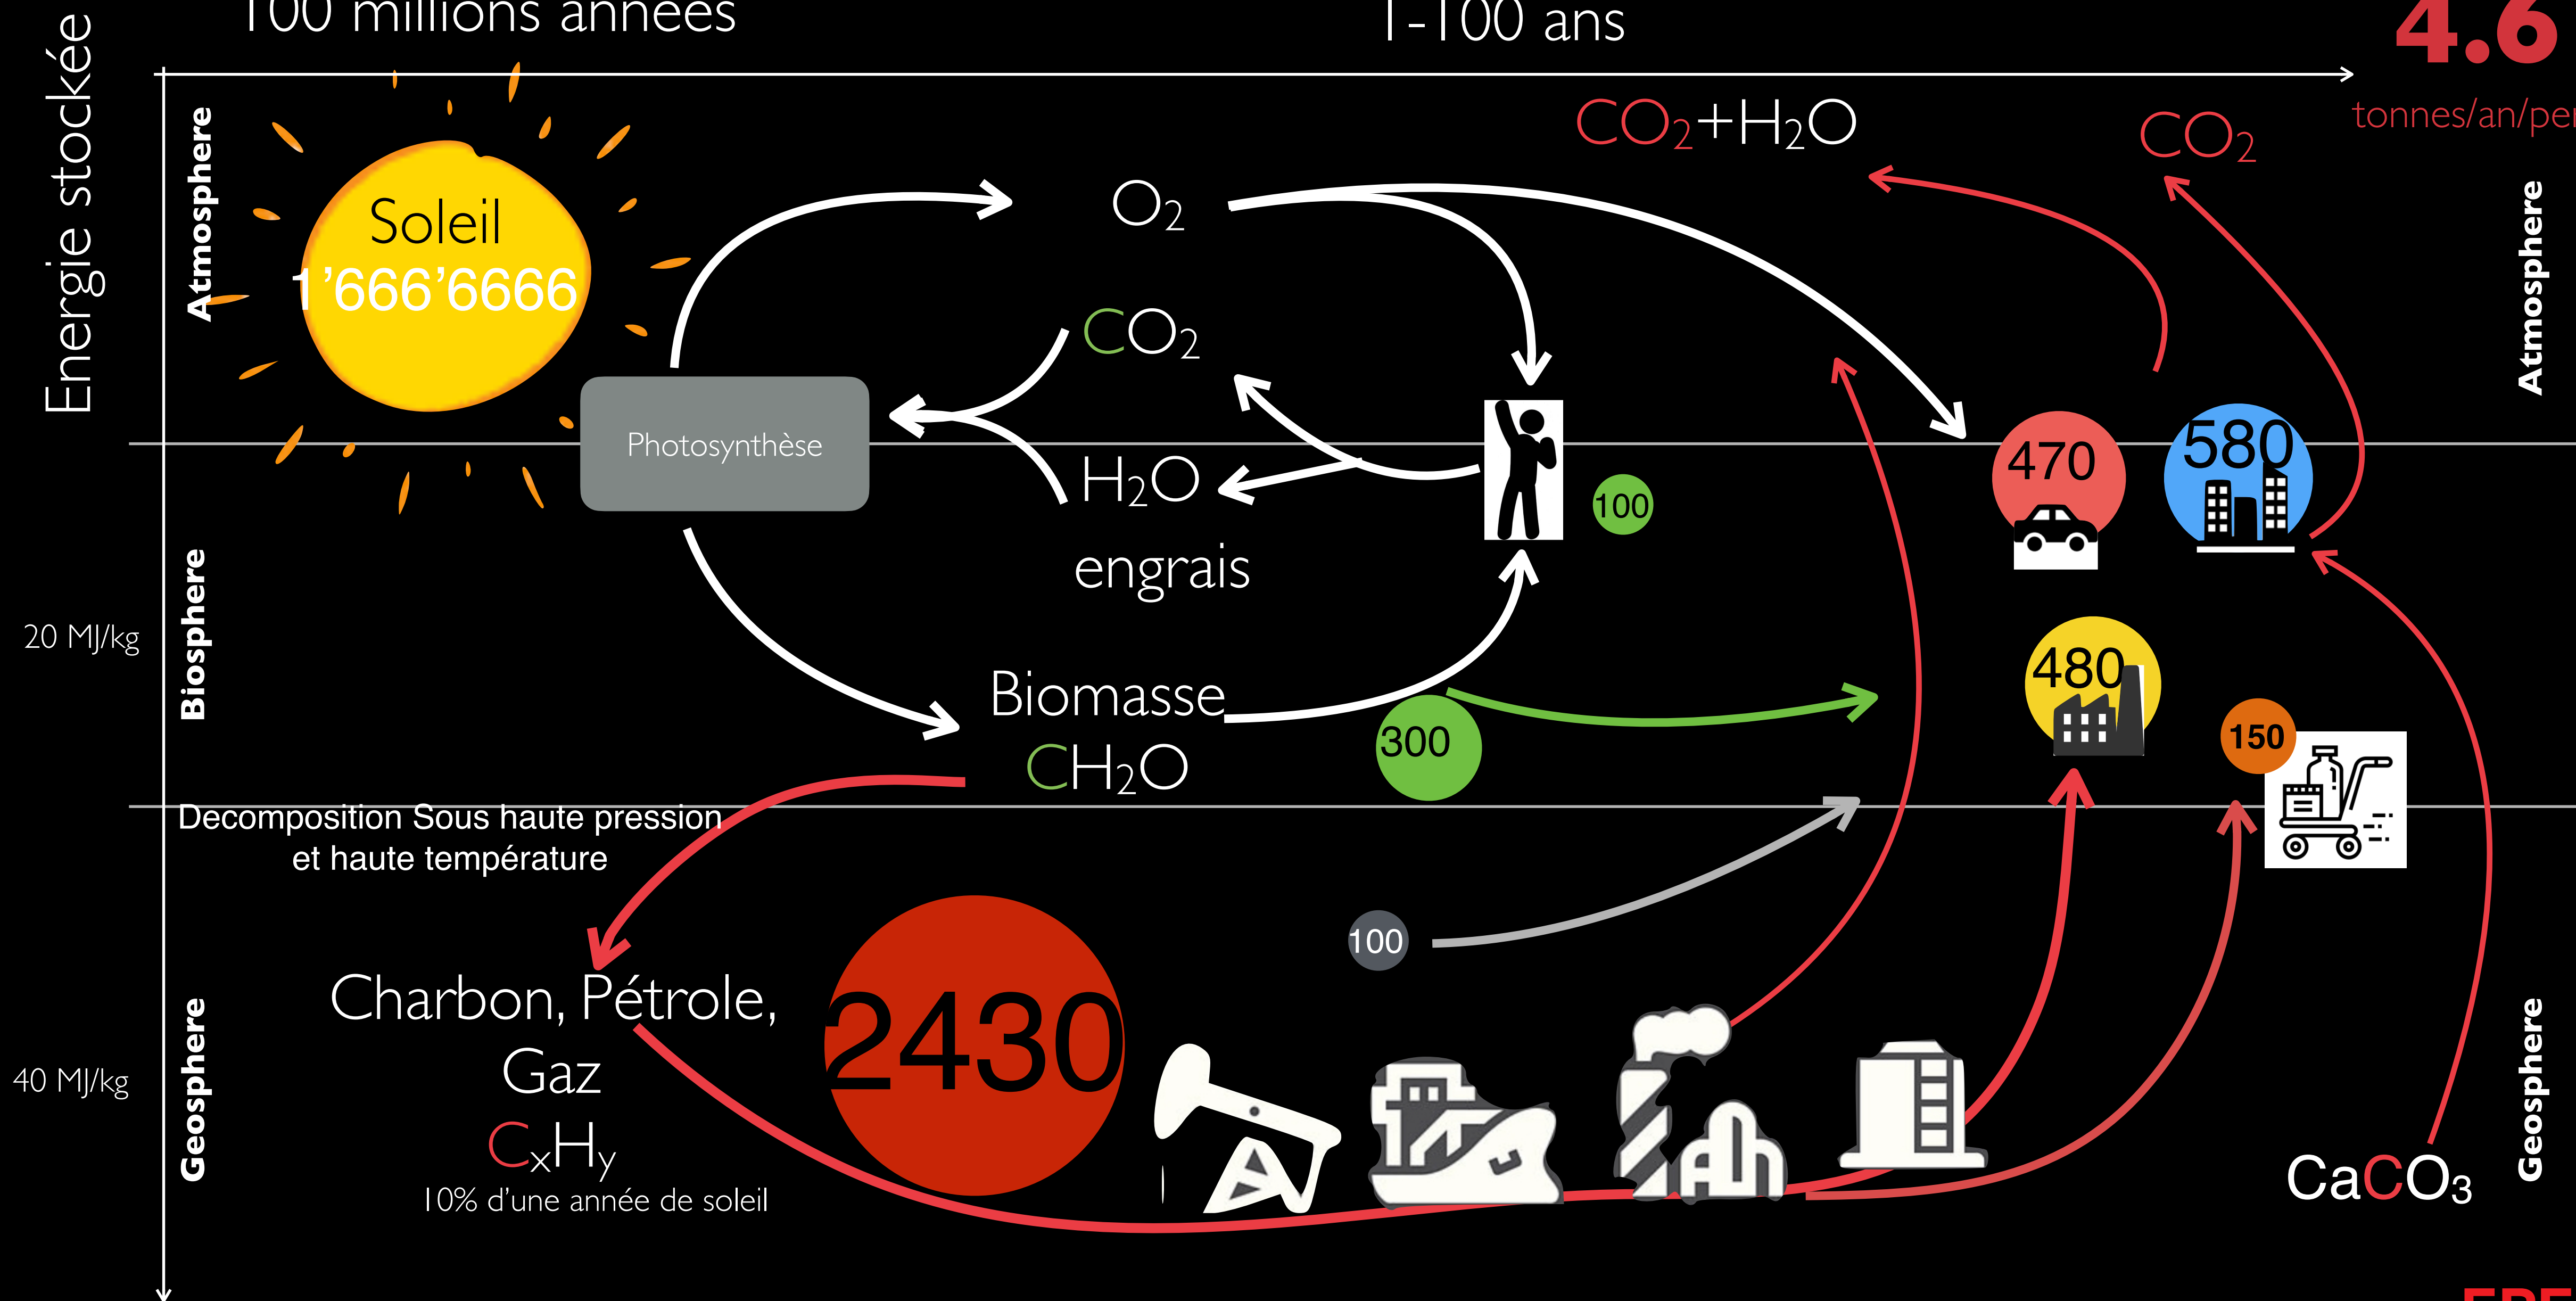 100 millions années
1-100 ans
4.6
tonnes/an/per
Energie stockée
Atmosphere
Soleil
1’666’6666
CO2+H2O
CO2
O2
CO2
Atmosphere
Photosynthèse
H2O
engrais
100
470
580
20 MJ/kg
Biosphere
Biomasse
CH2O
300
480
150
Decomposition Sous haute pression
et haute température
100
Charbon, Pétrole,
Gaz
CxHy
10% d’une année de soleil
2430
40 MJ/kg
Geosphere
Geosphere
CaCO3